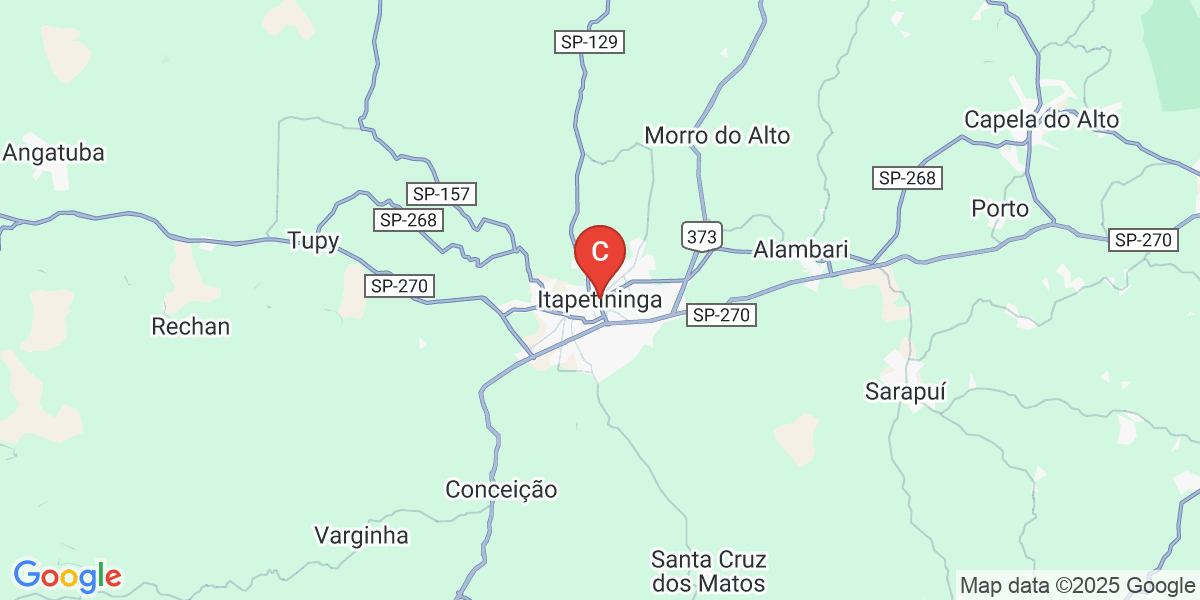 SP-129
Capela do Alto
Morro do Alto
Angatuba
SP-268
SP-157
Porto
SP-268
373
Tupy
SP-270
Alambari
C
SP-270
Itapetininga
SP-270
Rechan
Sarapuí
Conceição
Varginha
Santa Cruz
dos Matos
Google
Map data ©2025 Google